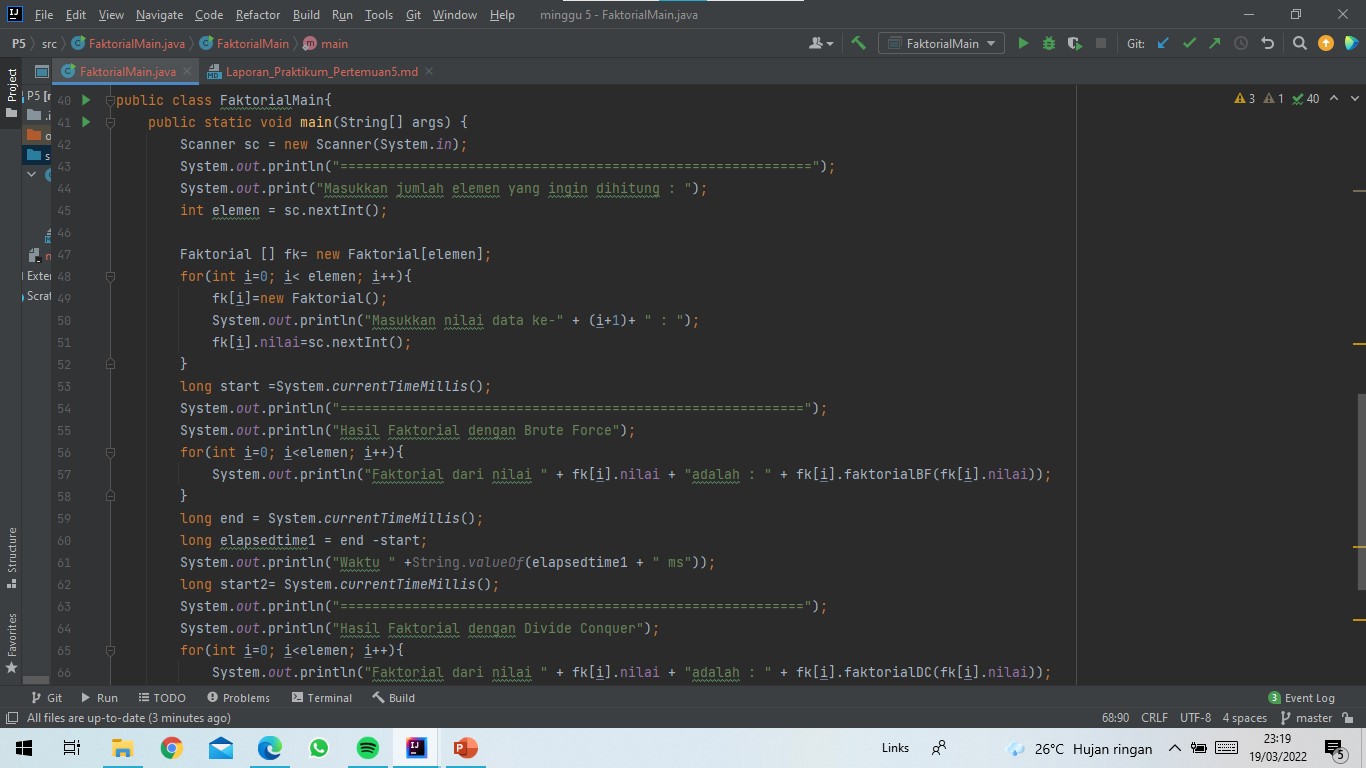 File Edit View Navigate Code Refactor Build Run Tools Git Window Help minggu 5 - FaktorialMain.java
P5 src FaktorialMain.java FaktorialMain main FaktorialMain Git:
FaktorialMain.java Laporan_Praktikum_Pertemuan5.md
Project
P5 [
Exter
Scrat
Structure
Favorites
3 1 40
40 public class FaktorialMain{
41 public static void main(String[] args) {
42 Scanner sc = new Scanner(System.in);
43 System.out.println("===========================================================");
44 System.out.print("Masukkan jumlah elemen yang ingin dihitung : ");
45 int elemen = sc.nextInt();
46
47 Faktorial [] fk= new Faktorial[elemen];
48 for(int i=0; i< elemen; i++){
49 fk[i]=new Faktorial();
50 System.out.println("Masukkan nilai data ke-" + (i+1)+ " : ");
51 fk[i].nilai=sc.nextInt();
52 }
53 long start =System.currentTimeMillis();
54 System.out.println("==========================================================");
55 System.out.println("Hasil Faktorial dengan Brute Force");
56 for(int i=0; i<elemen; i++){
57 System.out.println("Faktorial dari nilai " + fk[i].nilai + "adalah : " + fk[i].faktorialBF(fk[i].nilai));
58 }
59 long end = System.currentTimeMillis();
60 long elapsedtime1 = end -start;
61 System.out.println("Waktu " +String.valueOf(elapsedtime1 + " ms"));
62 long start2= System.currentTimeMillis();
63 System.out.println("==========================================================");
64 System.out.println("Hasil Faktorial dengan Divide Conquer");
65 for(int i=0; i<elemen; i++){
66 System.out.println("Faktorial dari nilai " + fk[i].nilai + "adalah : " + fk[i].faktorialDC(fk[i].nilai));
Git Run TODO Problems Terminal Build 3 Event Log
All files are up-to-date (3 minutes ago) 68:90 CRLF UTF-8 4 spaces master
Links 26°C Hujan ringan 23:19
19/03/2022 5